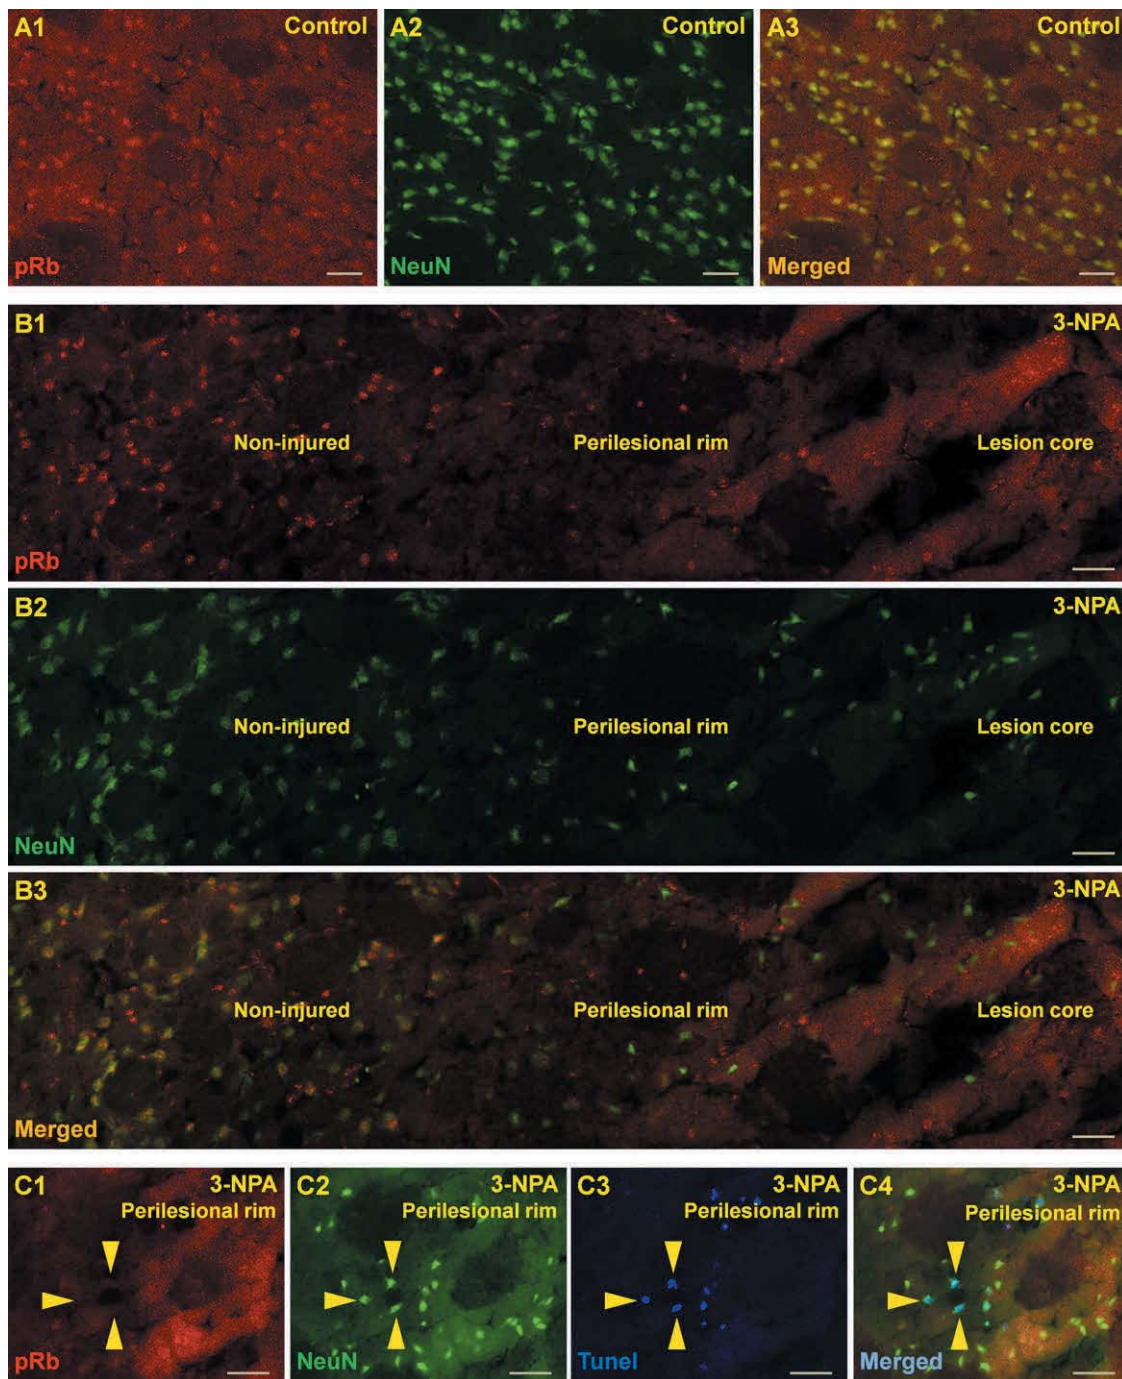 A1 Control
pRb
A2 Control
NeuN
A3 Control
Merged
B1 3-NPA
Non-injured Perilesional rim Lesion core
pRb
B2 3-NPA
Non-injured Perilesional rim Lesion core
NeuN
B3 3-NPA
Non-injured Perilesional rim Lesion core
Merged
C1 3-NPA
Perilesional rim
pRb
C2 3-NPA
Perilesional rim
NeuN
C3 3-NPA
Perilesional rim
Tunel
C4 3-NPA
Perilesional rim
Merged